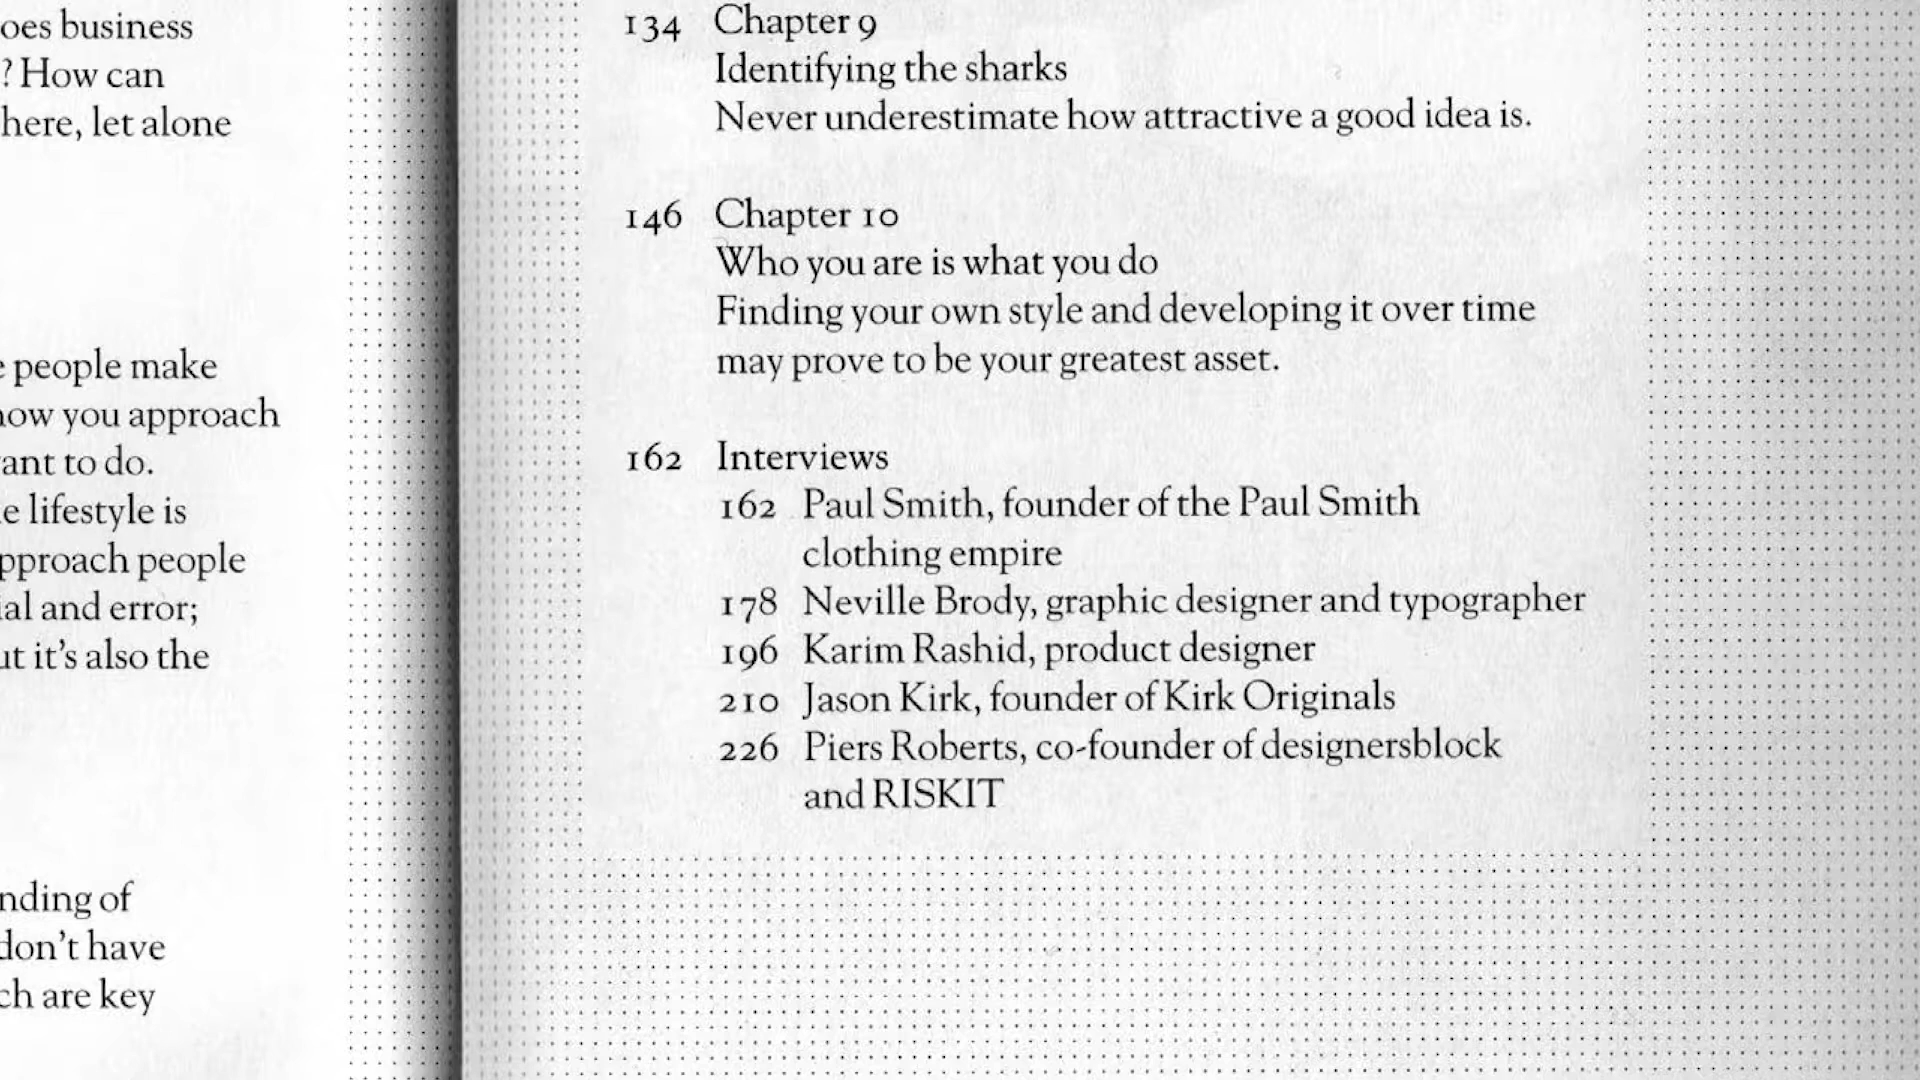 oes business
? How can
here, let alone
people make
ow you approach
ant to do.
e lifestyle is
pproach people
ial and error;
ut it's also the
nding of
don't have
ch are key
134 Chapter 9
Identifying the sharks
Never underestimate how attractive a good idea is.
146 Chapter 10
Who you are is what you do
Finding your own style and developing it over time
may prove to be your greatest asset.
162 Interviews
162 Paul Smith, founder of the Paul Smith
clothing empire
178 Neville Brody, graphic designer and typographer
196 Karim Rashid, product designer
210 Jason Kirk, founder of Kirk Originals
226 Piers Roberts, co-founder of designersblock
and RISKIT